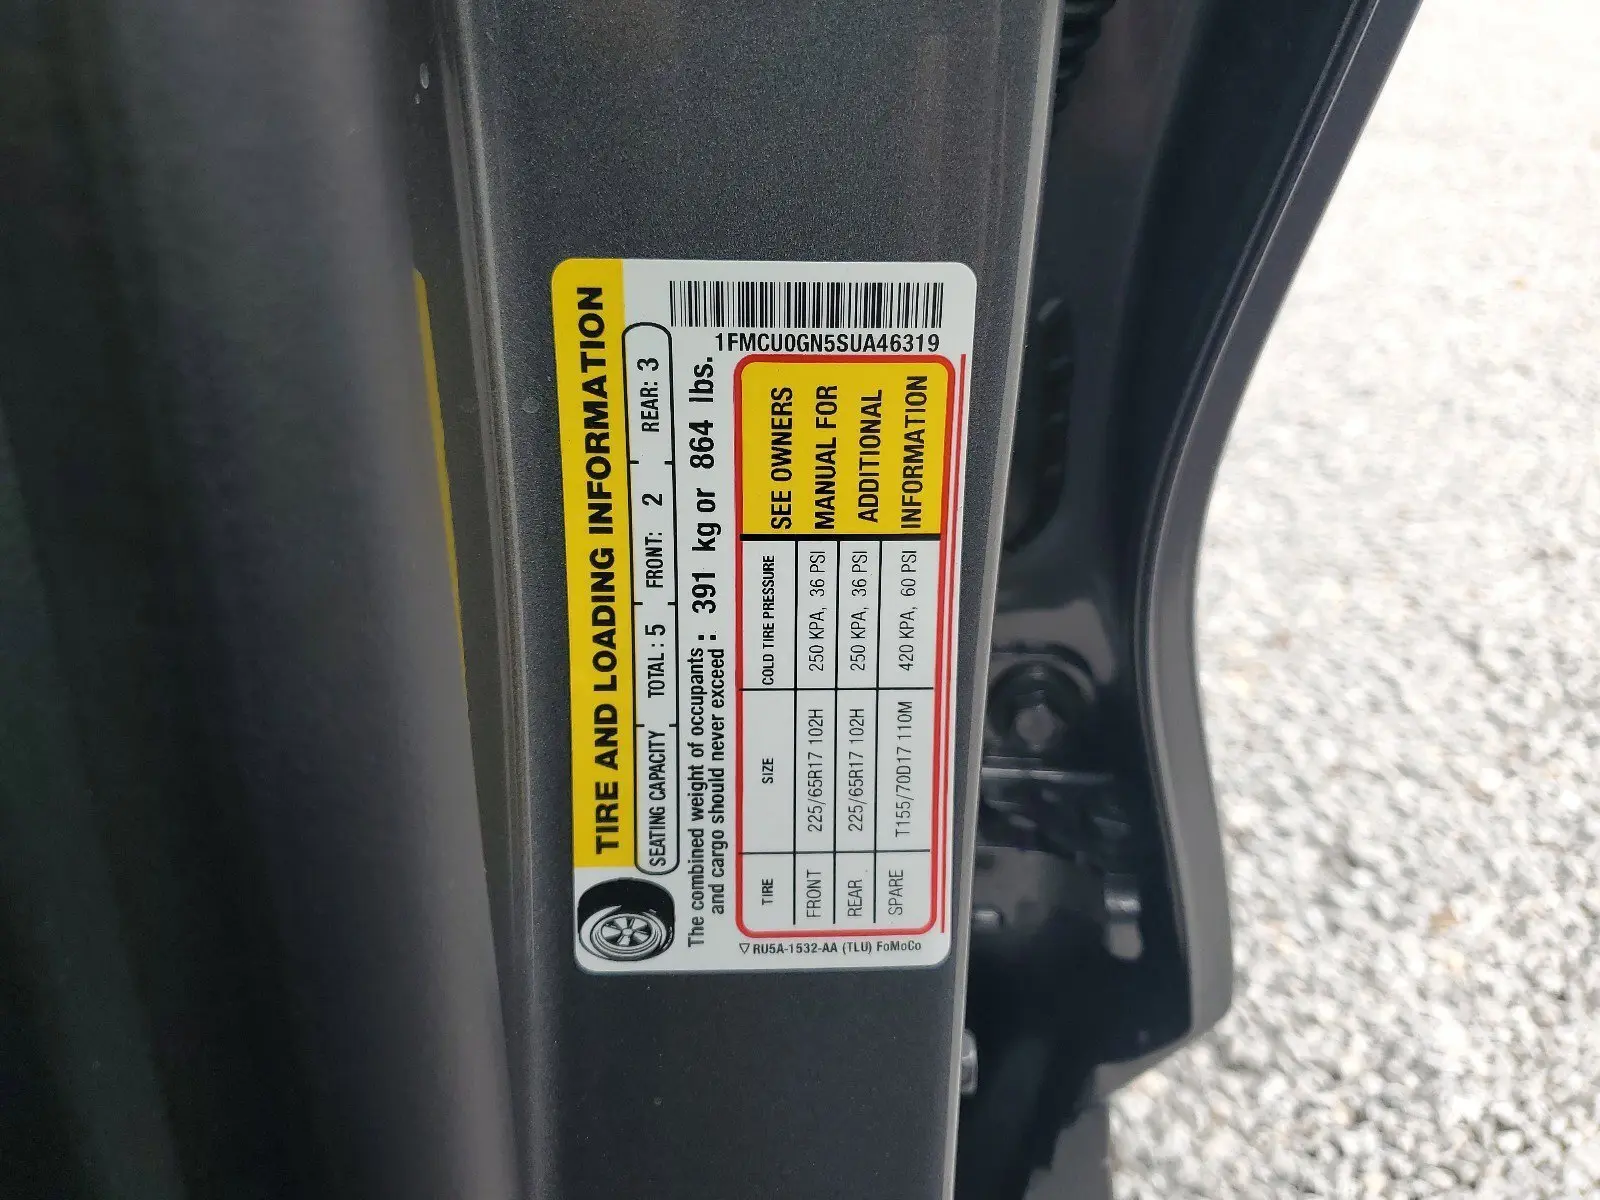 1FMCU0GN5SUA46319
TIRE AND LOADING INFORMATION
SEATING CAPACITY TOTAL : 5 FRONT: 2 REAR: 3
The combined weight of occupants : 391 kg or 864 lbs.
and cargo should never exceed :
TIRE SIZE COLD TIRE PRESSURE
FRONT 225/65R17 102H 250 KPA, 36 PSI
REAR 225/65R17 102H 250 KPA, 36 PSI
SPARE T155/70D17 110M 420 KPA, 60 PSI
SEE OWNERS
MANUAL FOR
ADDITIONAL
INFORMATION
▽ RU5A-1532-AA (TLU) FoMoCo